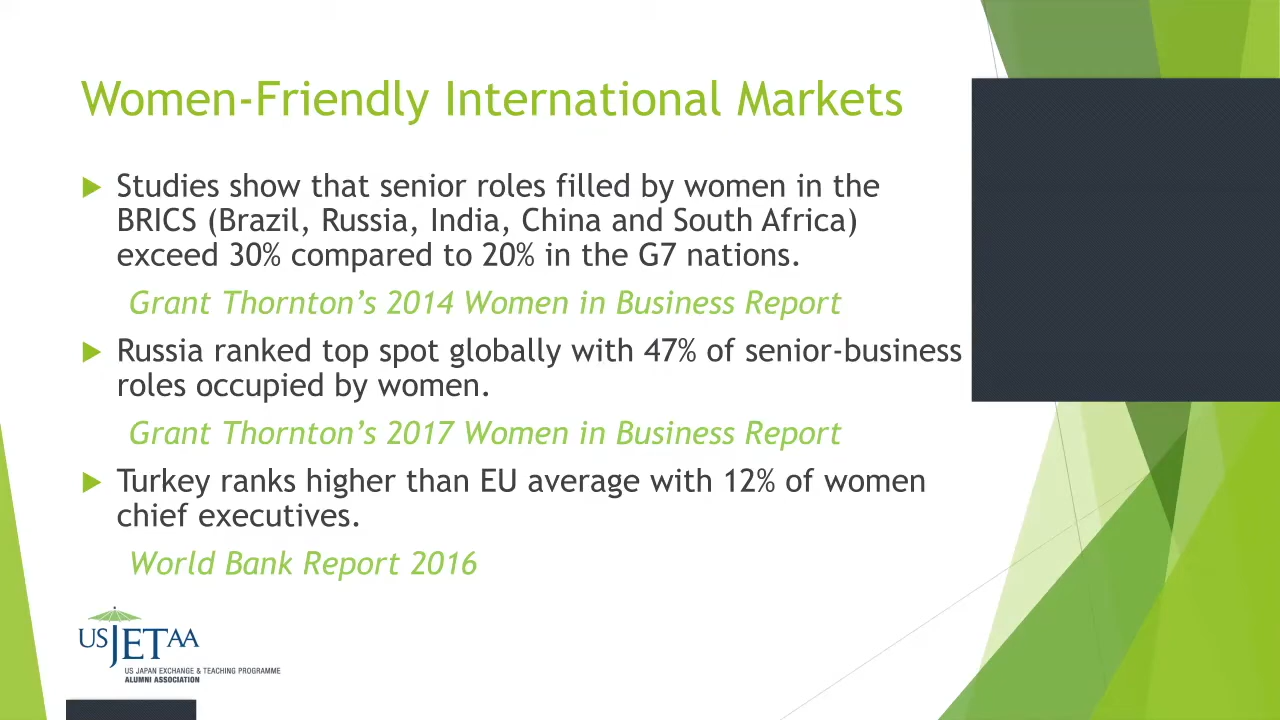 Women-Friendly International Markets
Studies show that senior roles filled by women in the
BRICS (Brazil, Russia, India, China and South Africa)
exceed 30% compared to 20% in the G7 nations.
Grant Thornton’s 2014 Women in Business Report
Russia ranked top spot globally with 47% of senior-business
roles occupied by women.
Grant Thornton’s 2017 Women in Business Report
Turkey ranks higher than EU average with 12% of women
chief executives.
World Bank Report 2016
US JETAA
US JAPAN EXCHANGE & TEACHING PROGRAMME
ALUMNI ASSOCIATION